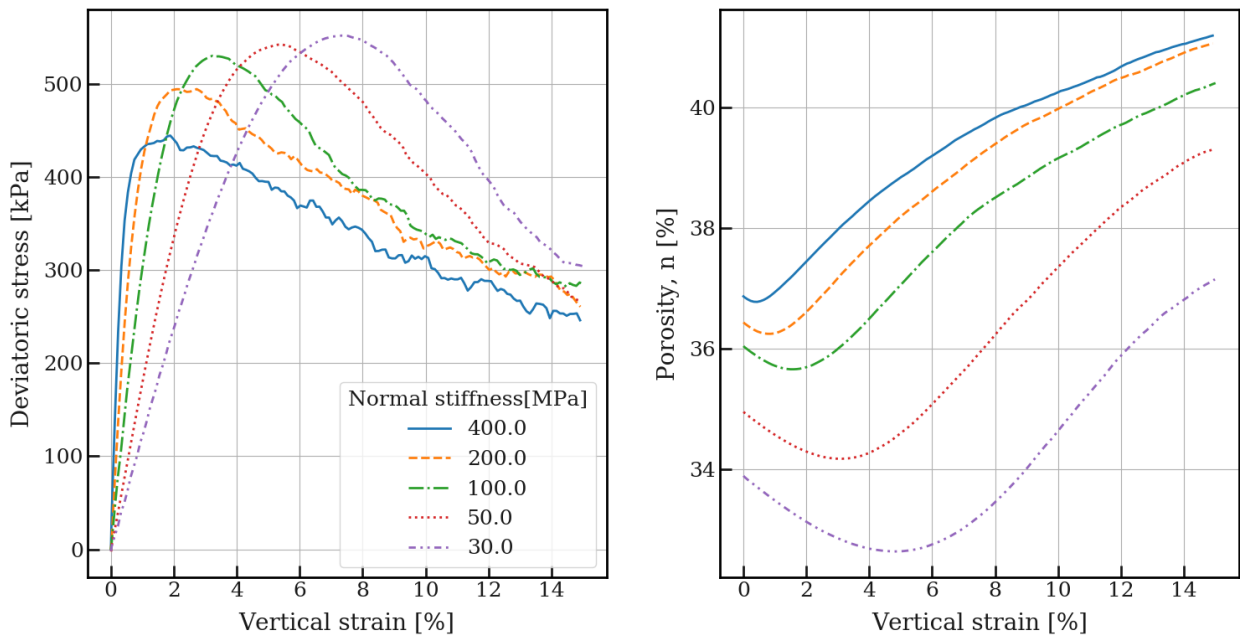 Deviatoric stress [kPa]
500
400
300
200
100
0
Normal stiffness[MPa]
400.0
200.0
100.0
50.0
30.0
0 2 4 6 8 10 12 14
Vertical strain [%]
Porosity, n [%]
40
38
36
34
0 2 4 6 8 10 12 14
Vertical strain [%]